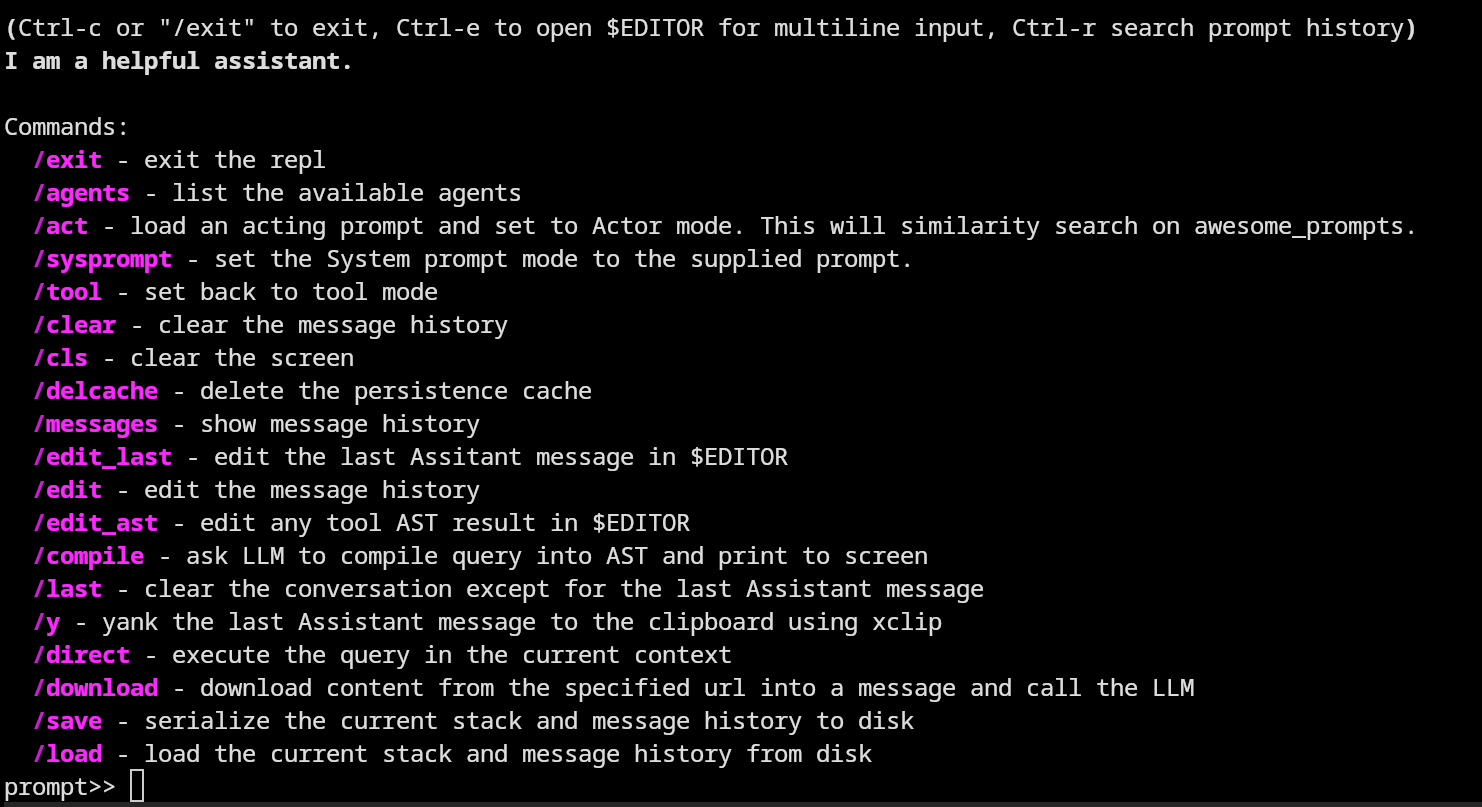 (Ctrl-c or "/exit" to exit, Ctrl-e to open $EDITOR for multiline input, Ctrl-r search prompt history)
I am a helpful assistant.

Commands:
  /exit - exit the repl
  /agents - list the available agents
  /act - load an acting prompt and set to Actor mode. This will similarity search on awesome_prompts.
  /sysprompt - set the System prompt mode to the supplied prompt.
  /tool - set back to tool mode
  /clear - clear the message history
  /cls - clear the screen
  /delcache - delete the persistence cache
  /messages - show message history
  /edit_last - edit the last Assitant message in $EDITOR
  /edit - edit the message history
  /edit_ast - edit any tool AST result in $EDITOR
  /compile - ask LLM to compile query into AST and print to screen
  /last - clear the conversation except for the last Assistant message
  /y - yank the last Assistant message to the clipboard using xclip
  /direct - execute the query in the current context
  /download - download content from the specified url into a message and call the LLM
  /save - serialize the current stack and message history to disk
  /load - load the current stack and message history from disk
prompt>>